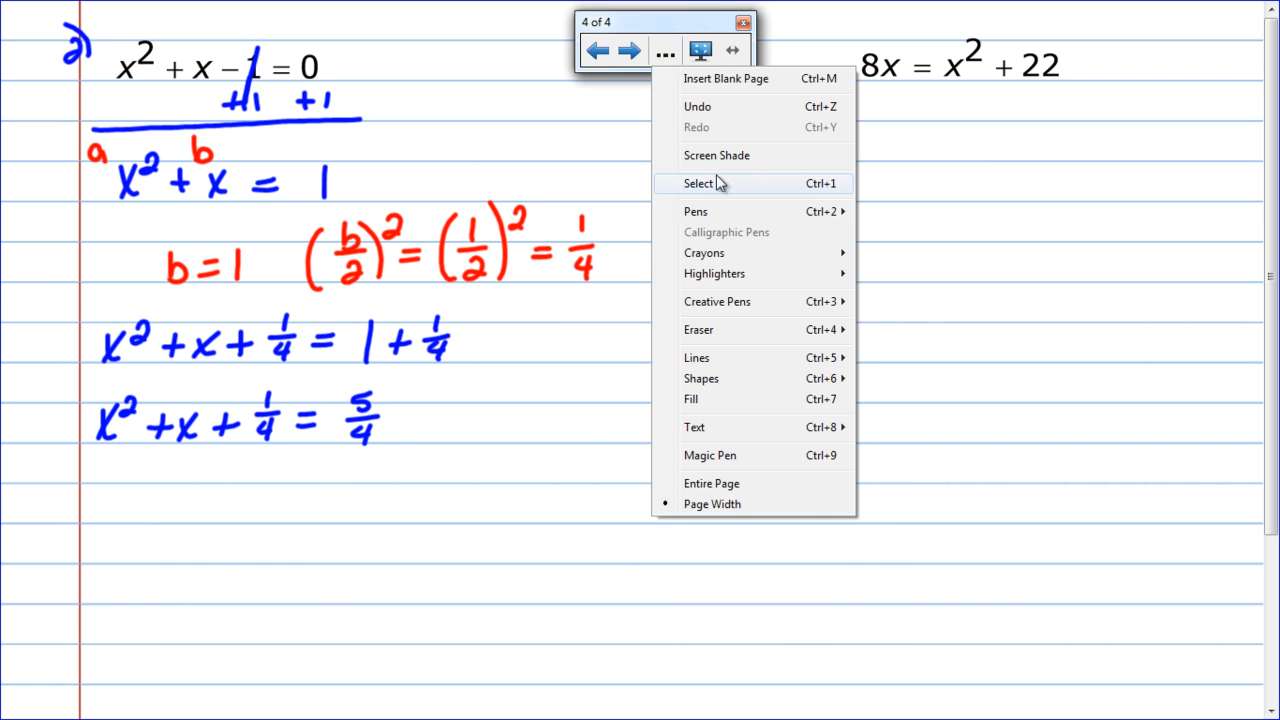 2) x² + x − 1 = 0
+1 +1
a b
x² + x = 1
b = 1 (b/2)² = (1/2)² = 1/4
x² + x + 1/4 = 1 + 1/4
x² + x + 1/4 = 5/4
4 of 4
...
Insert Blank Page Ctrl+M
Undo Ctrl+Z
Redo Ctrl+Y
Screen Shade
Select Ctrl+1
Pens Ctrl+2
Calligraphic Pens
Crayons
Highlighters
Creative Pens Ctrl+3
Eraser Ctrl+4
Lines Ctrl+5
Shapes Ctrl+6
Fill Ctrl+7
Text Ctrl+8
Magic Pen Ctrl+9
Entire Page
• Page Width
8x = x² + 22